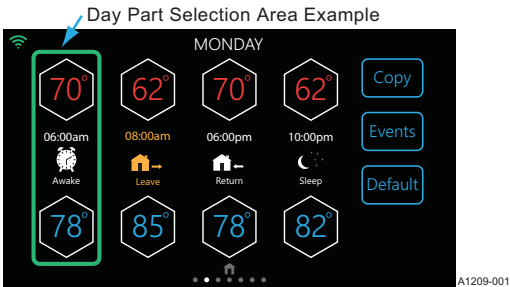 Day Part Selection Area Example
MONDAY
70° 62° 70° 62° Copy
06:00am 08:00am 06:00pm 10:00pm Events
Awake Leave Return Sleep Default
78° 85° 78° 82°
A1209-001